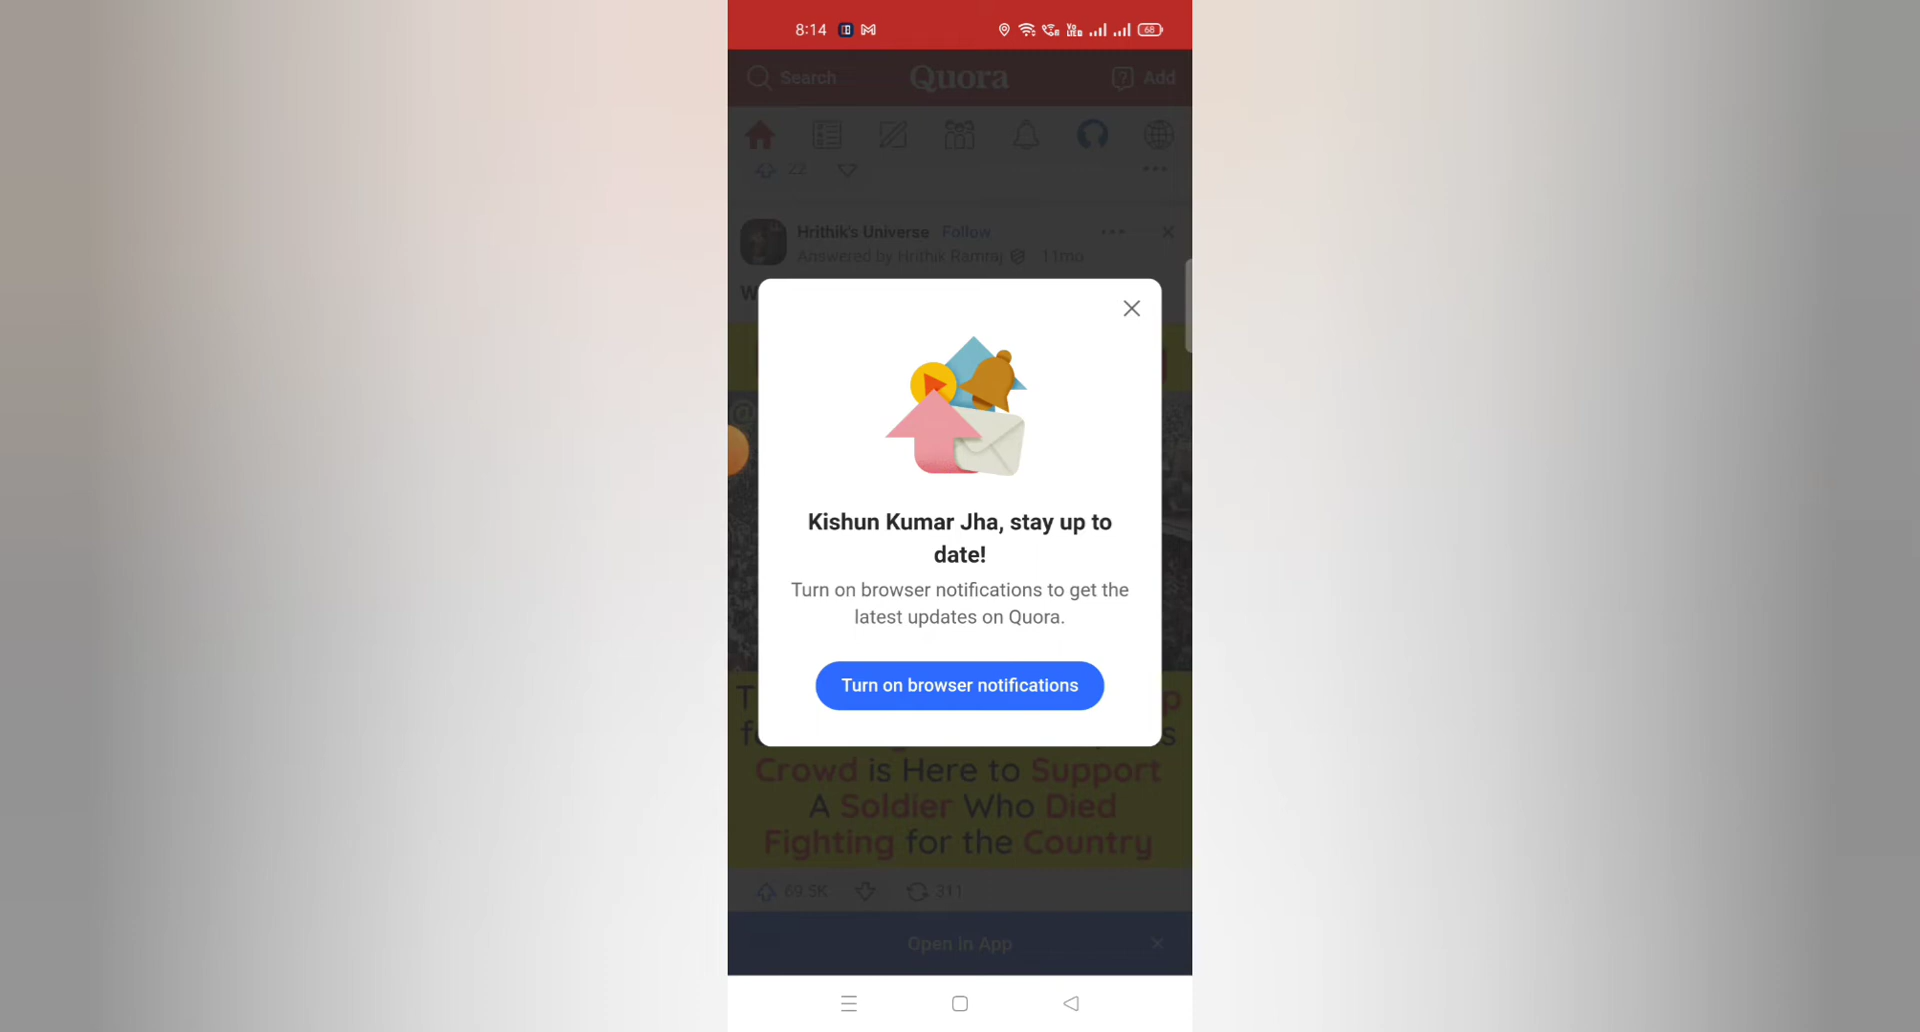 8:14
68
Search
Quora
Add
22
Hrithik's Universe Follow
Answered by Hrithik Ramraj 11mo
W
Kishun Kumar Jha, stay up to
date!
Turn on browser notifications to get the
latest updates on Quora.
Turn on browser notifications
Crowd is Here to Support
A Soldier Who Died
Fighting for the Country
69.5K
311
Open in App